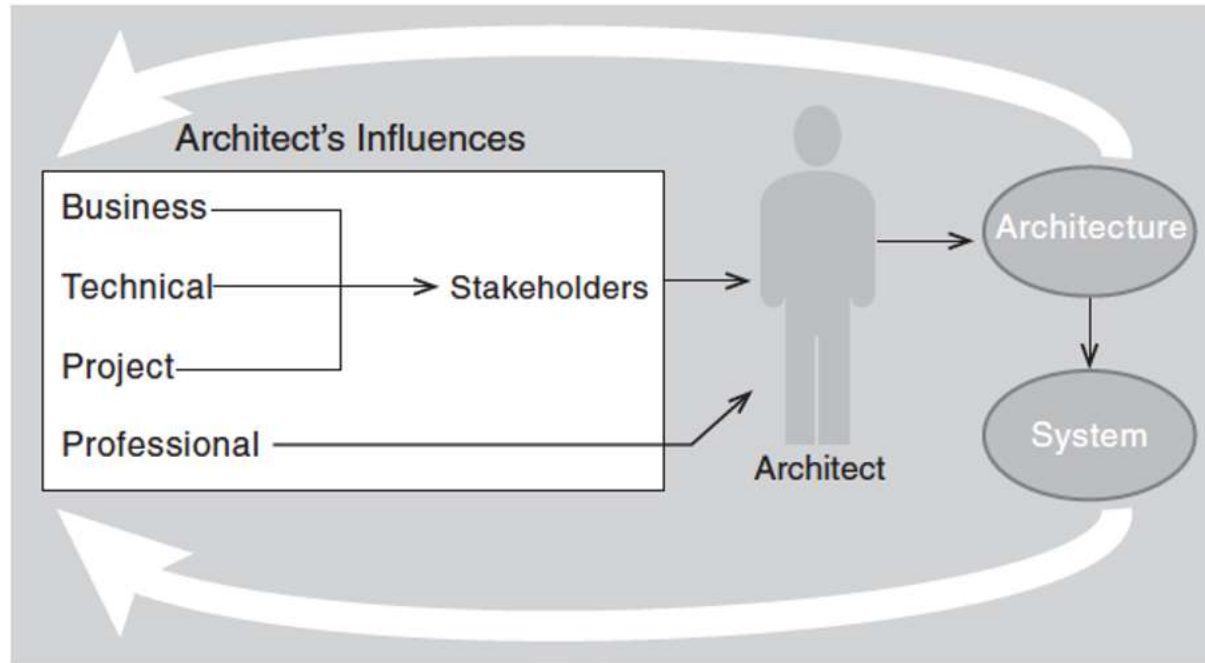 Architect’s Influences
Business
Technical
Stakeholders
Project
Professional
Architect
Architecture
System